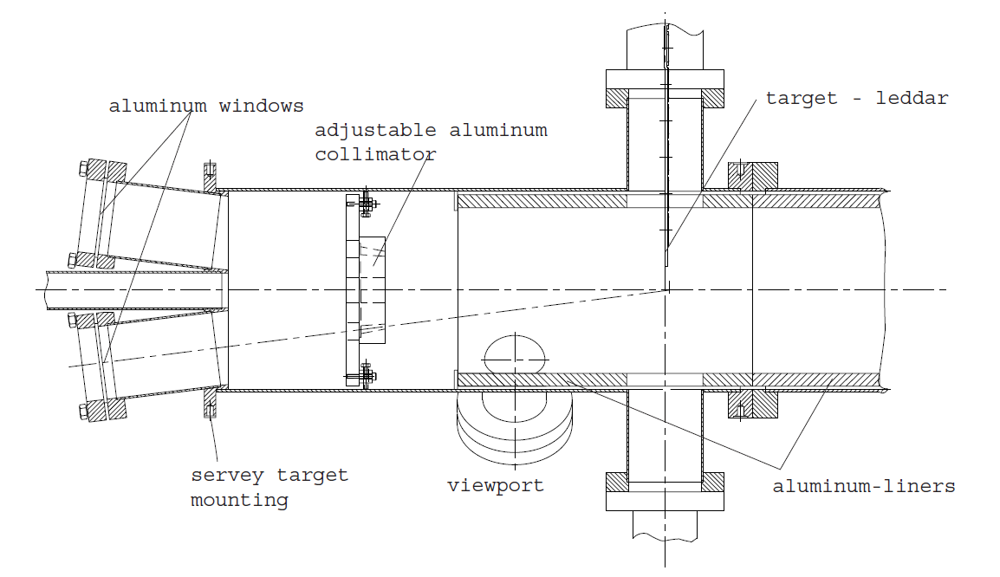 aluminum windows
adjustable aluminum
collimator
target - leddar
servey target
mounting
viewport
aluminum-liners